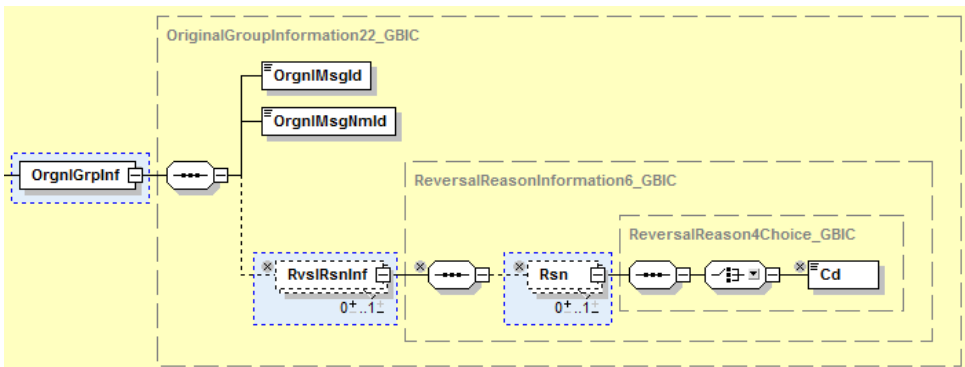 OriginalGroupInformation22_GBIC
OrgnlMsgId
OrgnlMsgNmId
OrgnlGrpInf
ReversalReasonInformation6_GBIC
ReversalReason4Choice_GBIC
RvslRsnInf
Rsn
Cd
0±..1±
0±..1±